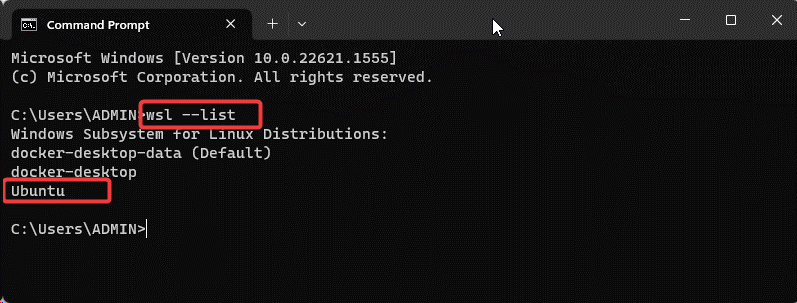 Command Prompt
Microsoft Windows [Version 10.0.22621.1555]
(c) Microsoft Corporation. All rights reserved.
C:\Users\ADMIN>wsl --list
Windows Subsystem for Linux Distributions:
docker-desktop-data (Default)
docker-desktop
Ubuntu
C:\Users\ADMIN>